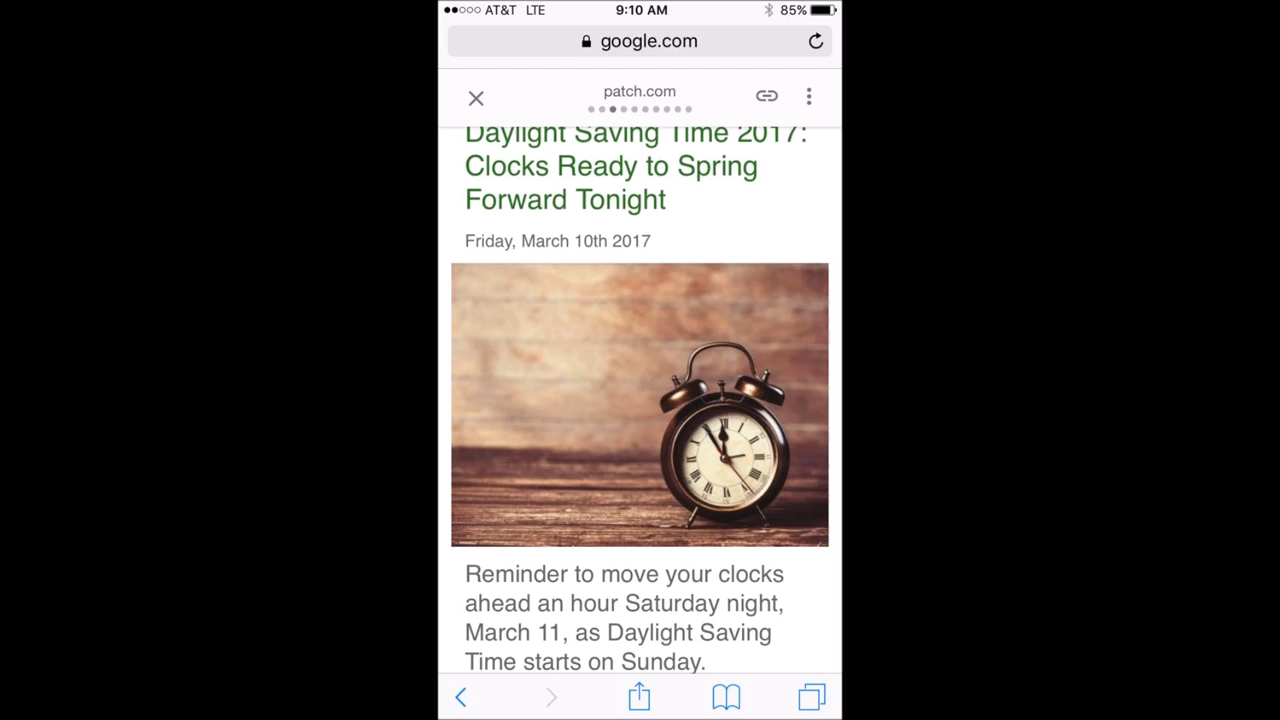 AT&T LTE 9:10 AM 85%
google.com
patch.com
Daylight Saving Time 2017:
Clocks Ready to Spring
Forward Tonight
Friday, March 10th 2017
Reminder to move your clocks
ahead an hour Saturday night,
March 11, as Daylight Saving
Time starts on Sunday.